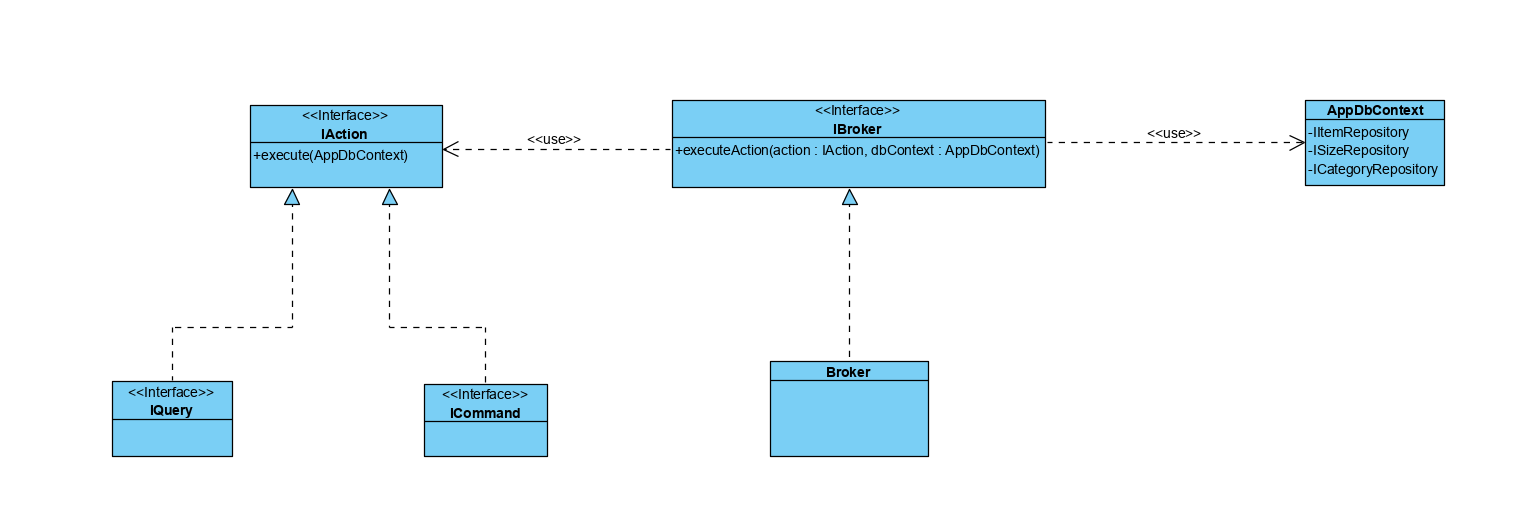 <<Interface>>
IAction
+execute(AppDbContext)
<<use>>
<<Interface>>
IBroker
+executeAction(action : IAction, dbContext : AppDbContext)
<<use>>
AppDbContext
-IItemRepository
-ISizeRepository
-ICategoryRepository
<<Interface>>
IQuery
<<Interface>>
ICommand
Broker